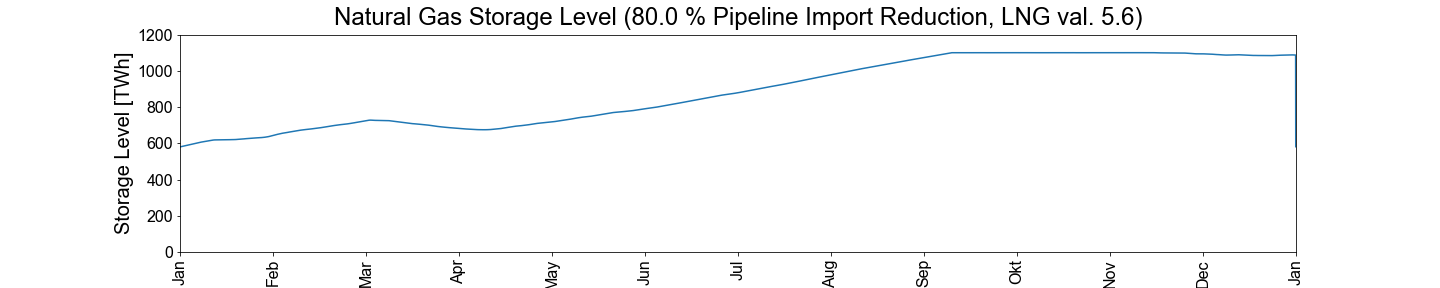 Natural Gas Storage Level (80.0 % Pipeline Import Reduction, LNG val. 5.6)
Storage Level [TWh]
1200
1000
800
600
400
200
0
Jan
Feb
Mar
Apr
May
Jun
Jul
Aug
Sep
Okt
Nov
Dec
Jan